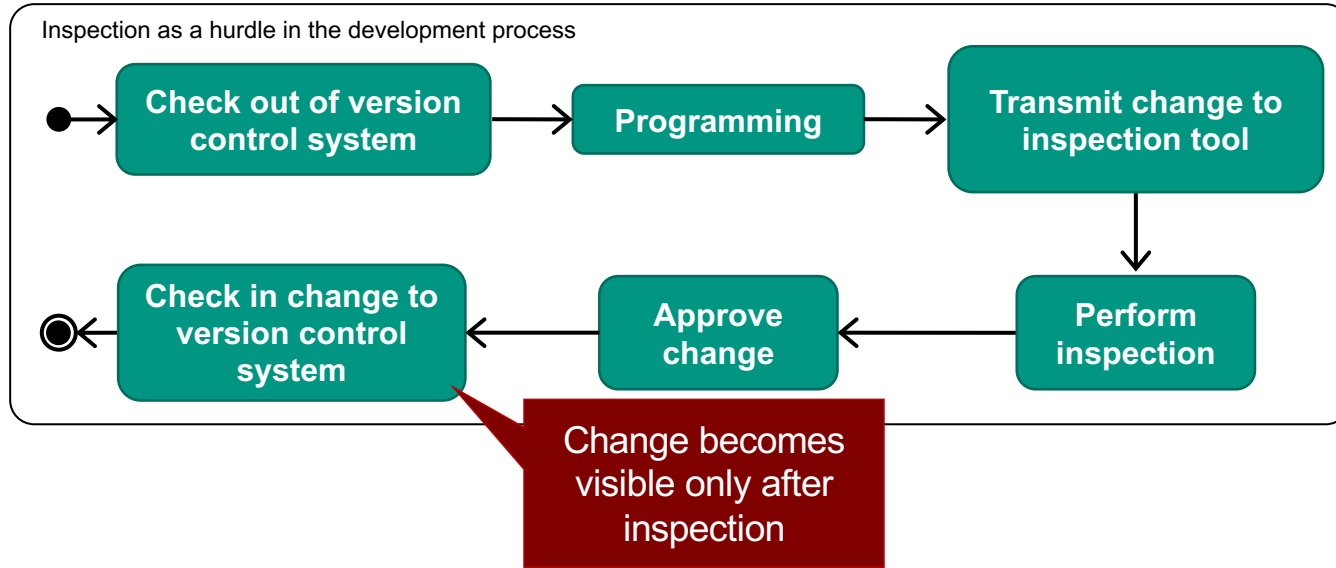 Inspection as a hurdle in the development process
Check out of version
control system
Programming
Transmit change to
inspection tool
Perform
inspection
Approve
change
Check in change to
version control
system
Change becomes
visible only after
inspection